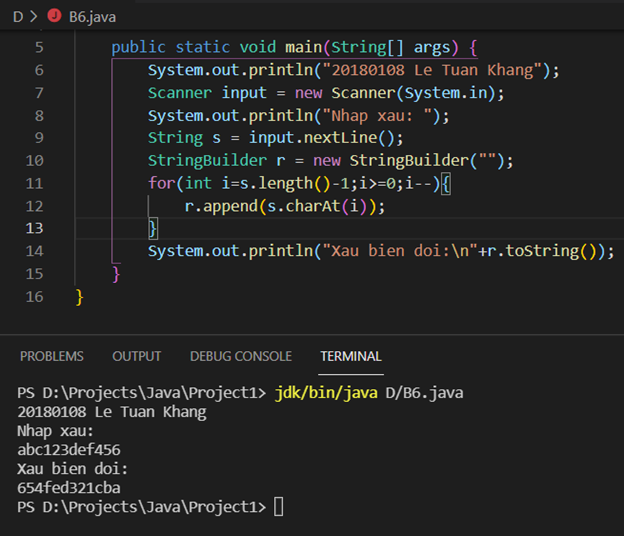 D > B6.java
5 public static void main(String[] args) {
6 System.out.println("20180108 Le Tuan Khang");
7 Scanner input = new Scanner(System.in);
8 System.out.println("Nhap xau: ");
9 String s = input.nextLine();
10 StringBuilder r = new StringBuilder("");
11 for(int i=s.length()-1;i>=0;i--){
12 r.append(s.charAt(i));
13 }
14 System.out.println("Xau bien doi:\n"+r.toString());
15 }
16 }
PROBLEMS OUTPUT DEBUG CONSOLE TERMINAL
PS D:\Projects\Java\Project1> jdk/bin/java D/B6.java
20180108 Le Tuan Khang
Nhap xau:
abc123def456
Xau bien doi:
654fed321cba
PS D:\Projects\Java\Project1>